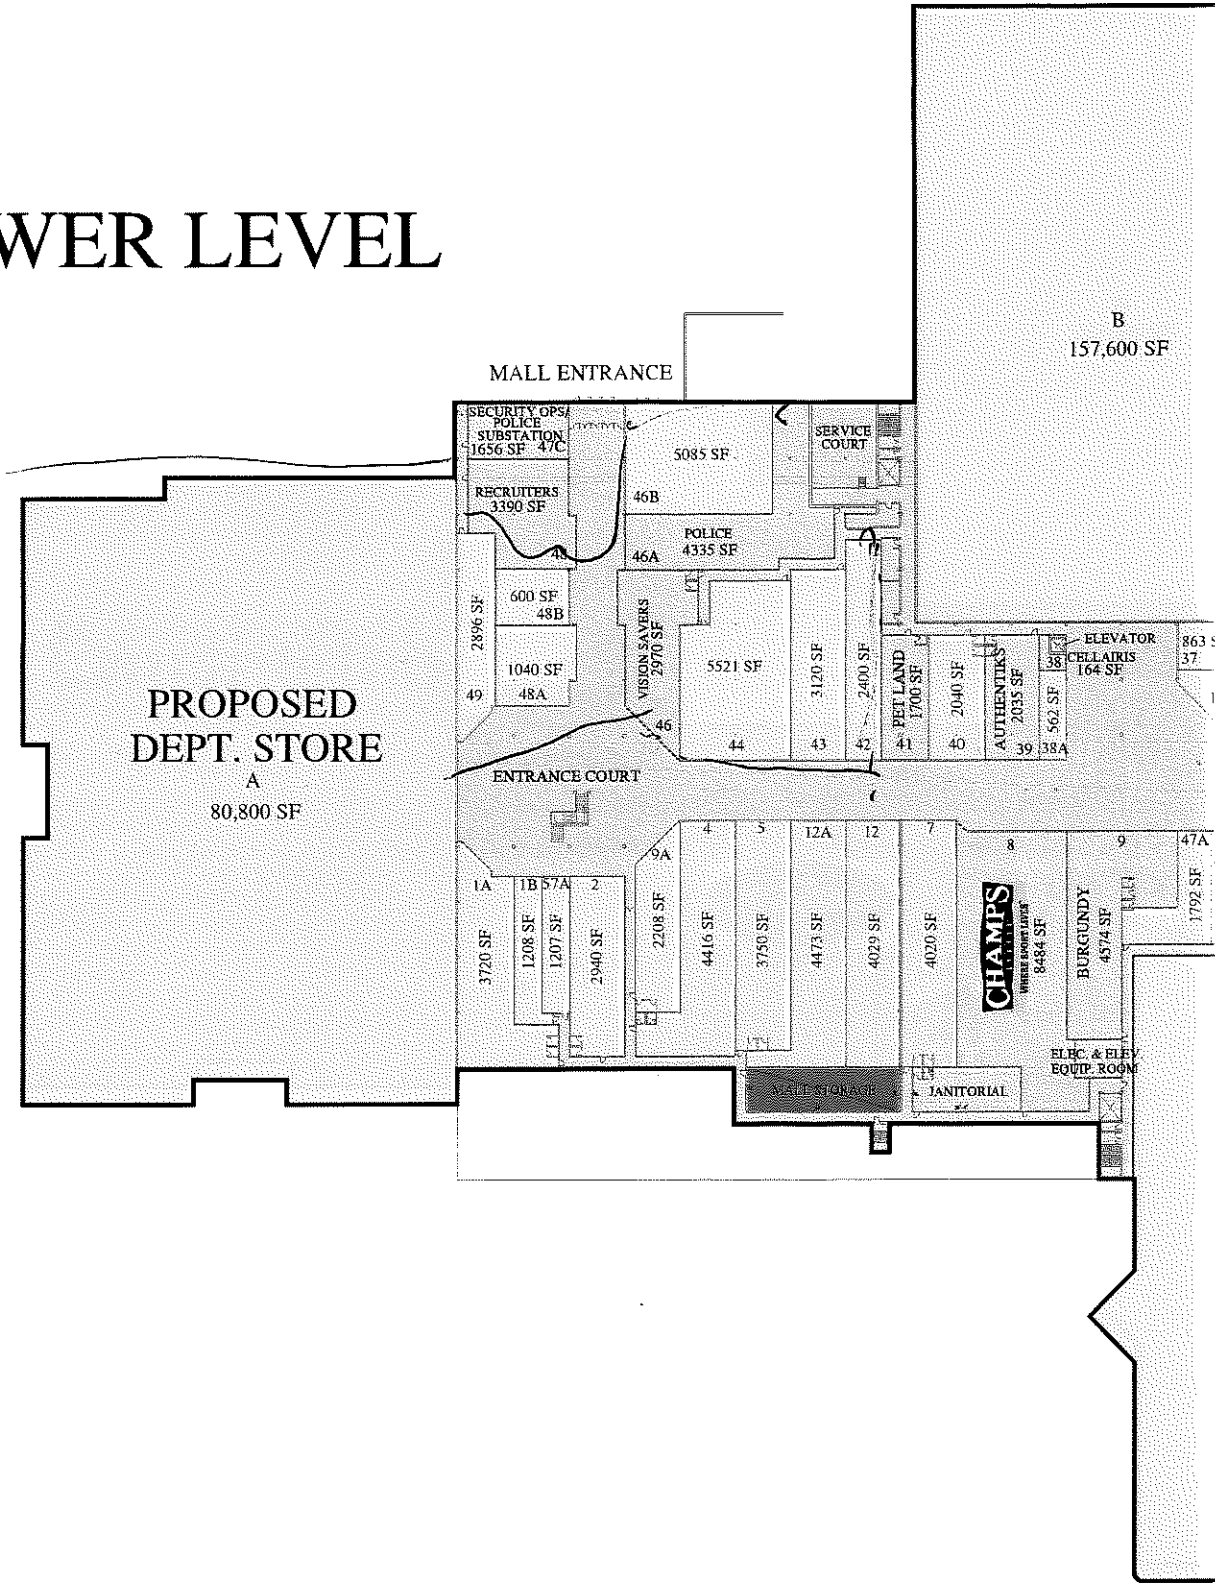 WER LEVEL
B
157,600 SF
MALL ENTRANCE
SECURITY OPS/
POLICE
SUBSTATION
1656 SF 47C
RECRUITERS
3390 SF
5085 SF
46B
SERVICE
COURT
POLICE
4335 SF
46A
2896 SF
49
600 SF
48B
1040 SF
48A
VISION SAVERS
2970 SF
46
5521 SF
44
3120 SF
43
2400 SF
42
PET LAND
1700 SF
41
2040 SF
40
AUTHENTIKS
2035 SF
39
38
562 SF
38A
ELEVATOR
CELLAIRIS
164 SF
863 S
37
PROPOSED
DEPT. STORE
A
80,800 SF
ENTRANCE COURT
1A
3720 SF
1B
1208 SF
57A
1207 SF
2
2940 SF
9A
2208 SF
4
4416 SF
5
3750 SF
12A
4473 SF
12
4029 SF
7
4020 SF
8
CHAMPS
WHERE SPORT LIVES
8484 SF
9
BURGUNDY
4574 SF
47A
1792 SF
ELEC. & ELEV
EQUIP. ROOM
MALL STORAGE
JANITORIAL